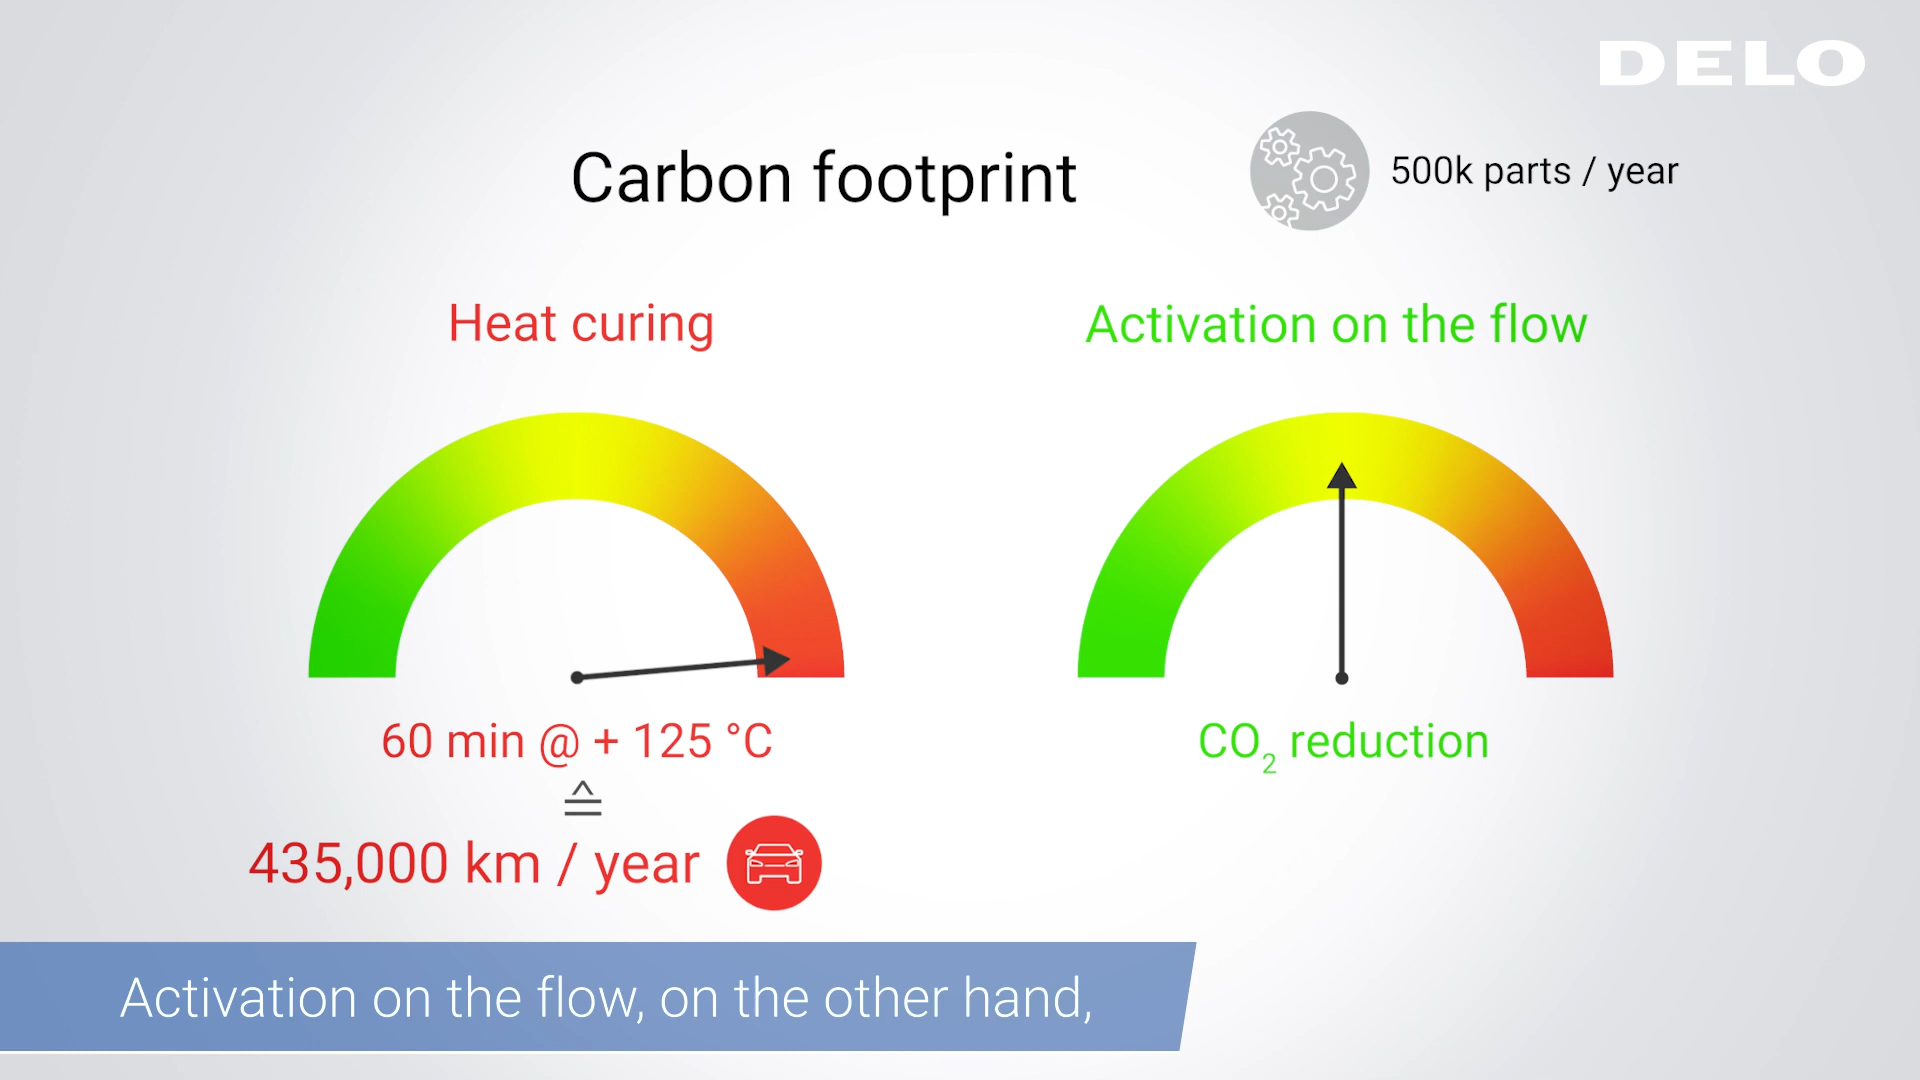 DELO
Carbon footprint
500k parts / year
Heat curing
Activation on the flow
60 min @ + 125 °C
≙
435,000 km / year
CO₂ reduction
Activation on the flow, on the other hand,